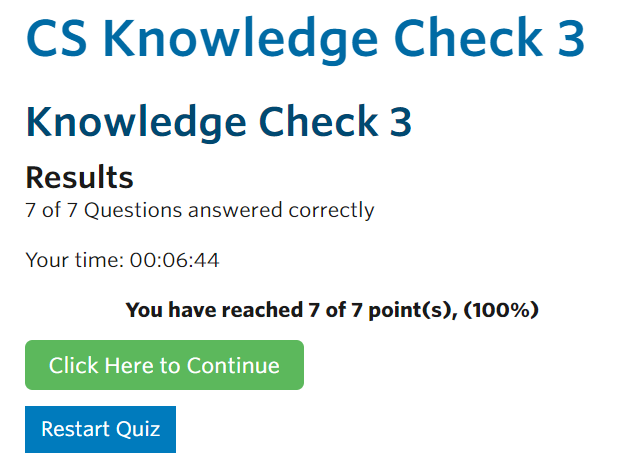 CS Knowledge Check 3
Knowledge Check 3
Results
7 of 7 Questions answered correctly
Your time: 00:06:44
You have reached 7 of 7 point(s), (100%)
Click Here to Continue
Restart Quiz